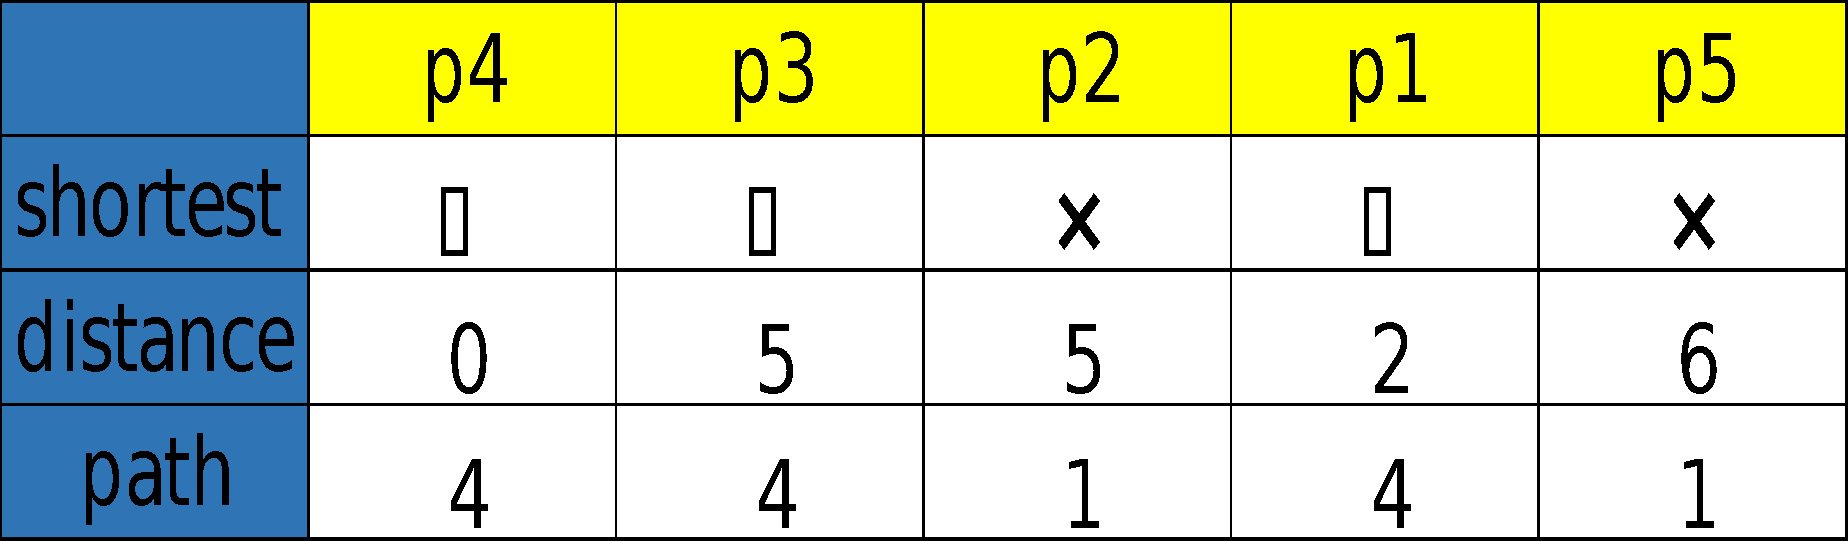 p4 p3 p2 p1 p5
shortest ▯ ▯ × ▯ ×
distance 0 5 5 2 6
path 4 4 1 4 1